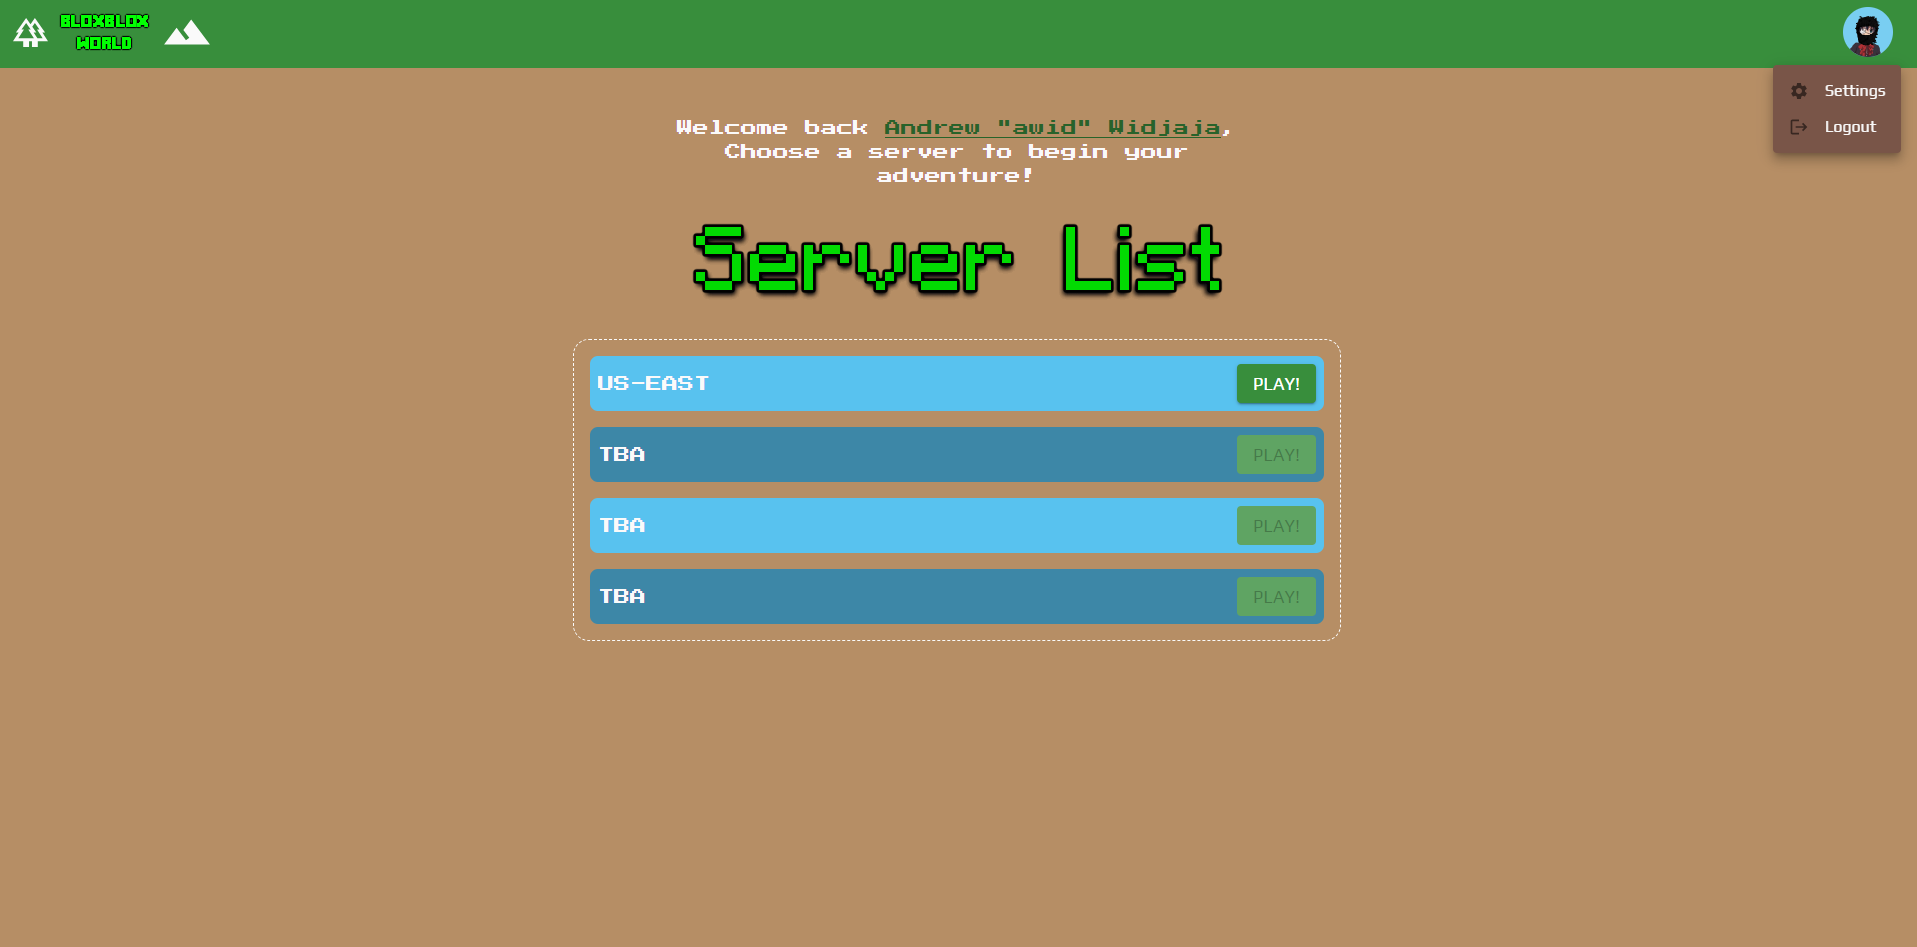 BLOXBLOX
WORLD
Settings
Logout
Welcome back Andrew "awid" Widjaja,
Choose a server to begin your
adventure!
Server List
US-EAST
PLAY!
TBA
PLAY!
TBA
PLAY!
TBA
PLAY!